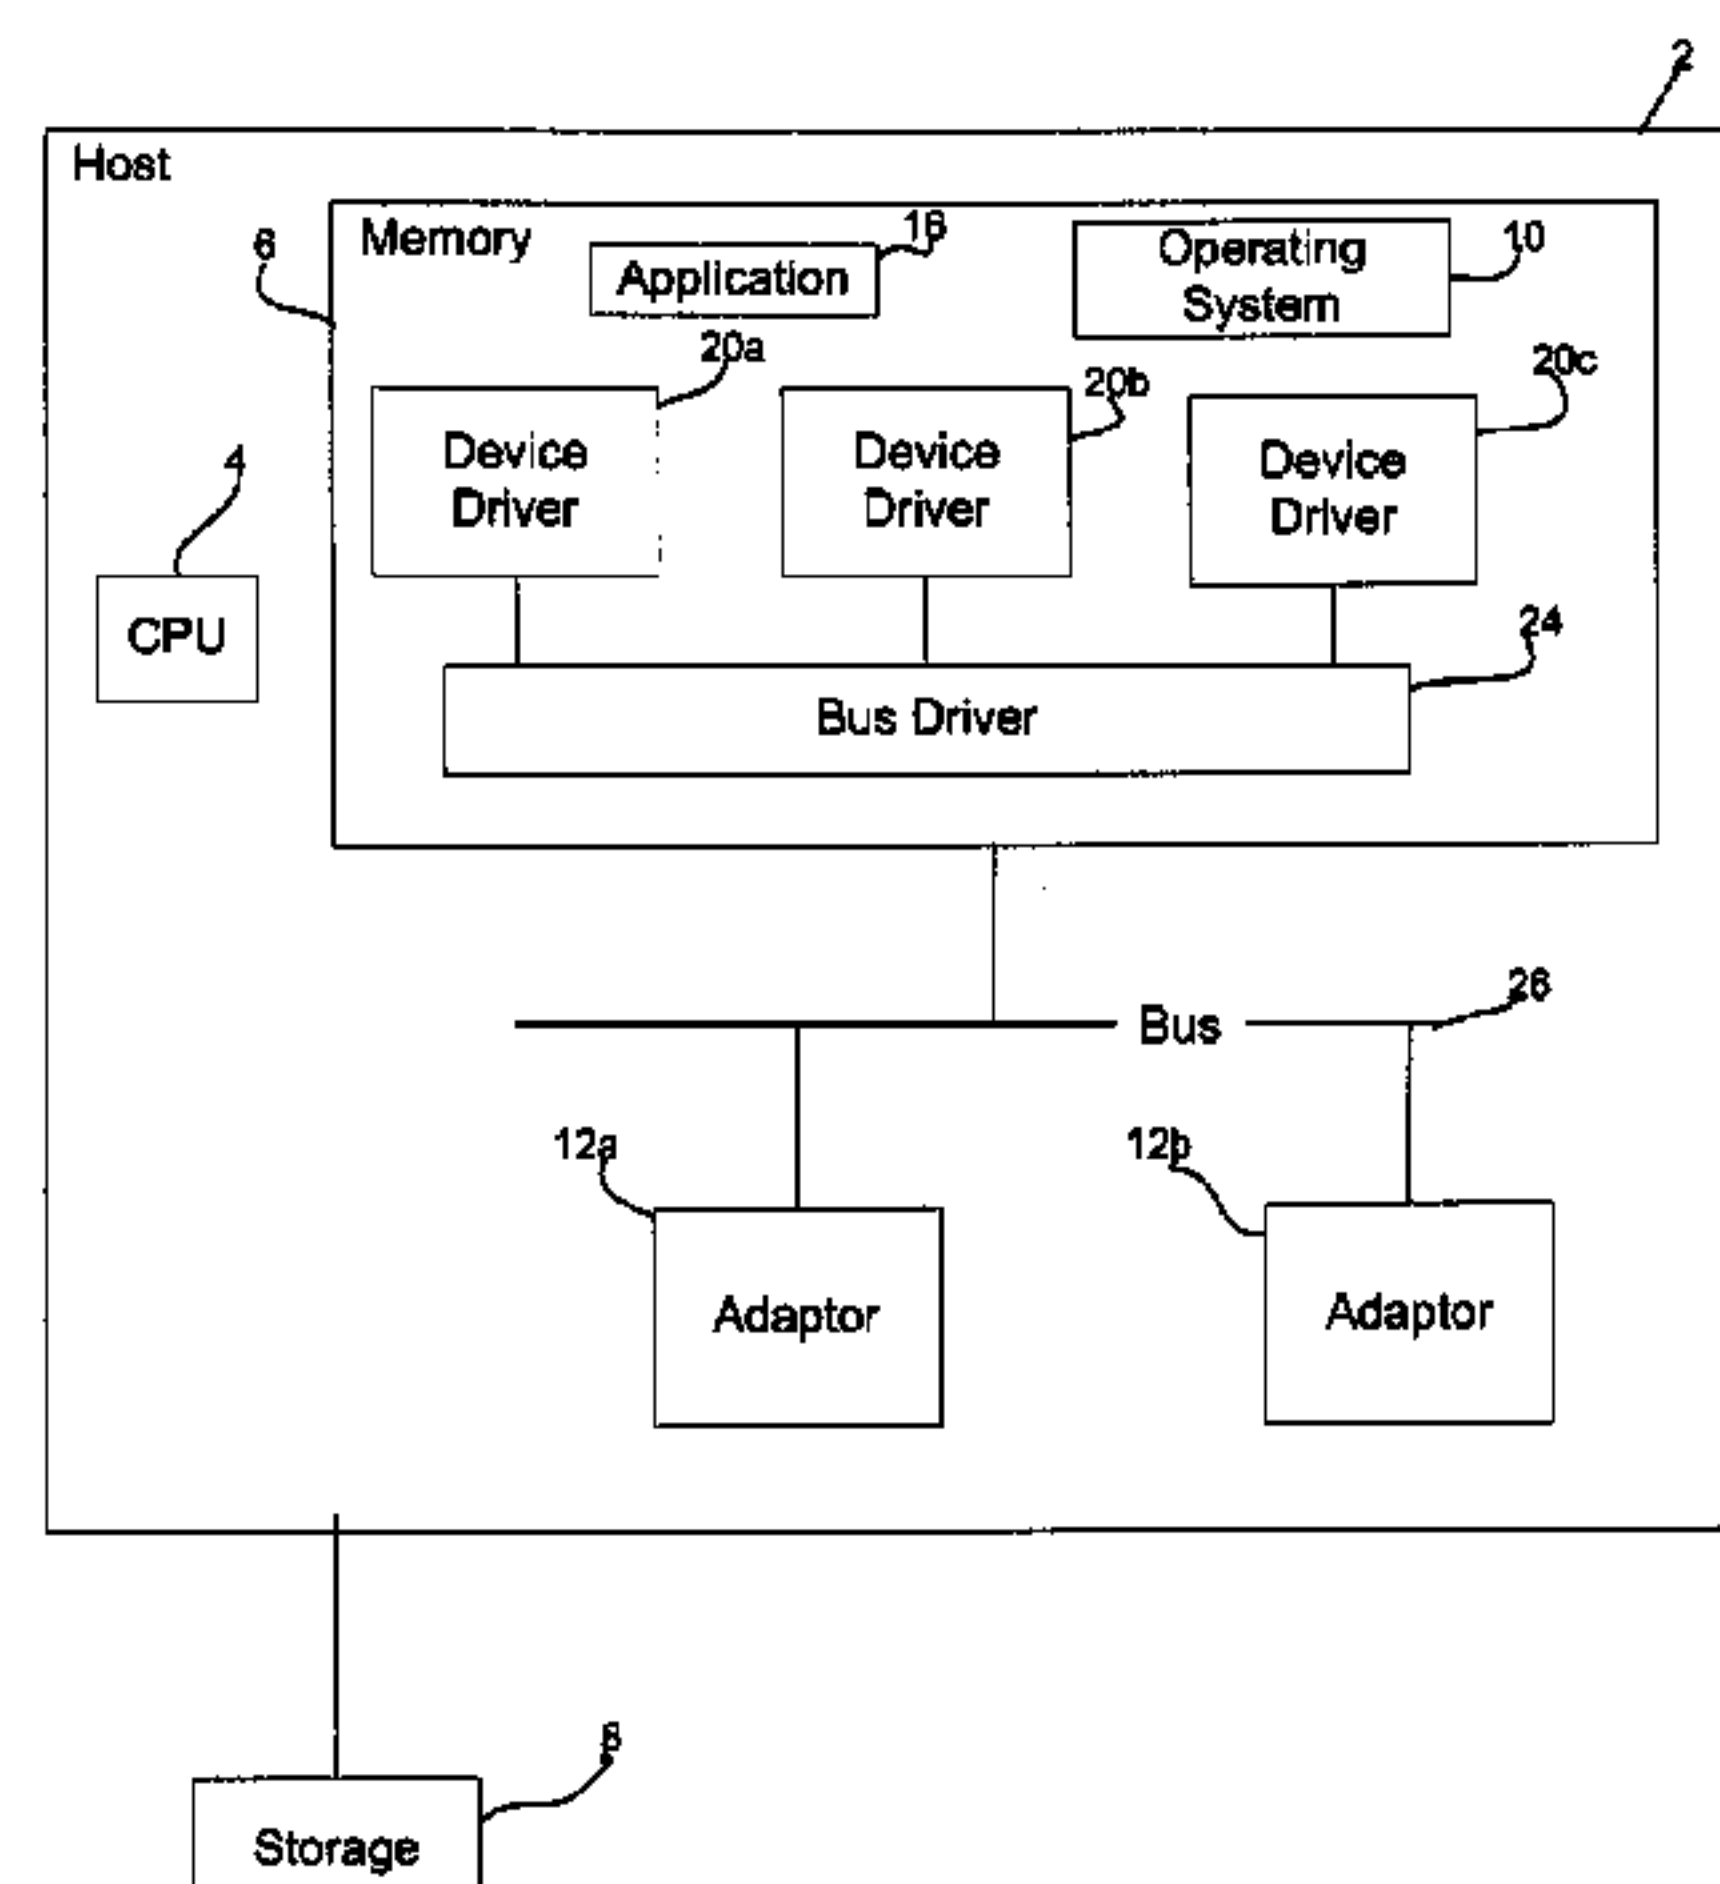 2
Host
Memory
6
Application
16
Operating
System
10
20a
20b
20c
Device
Driver
Device
Driver
Device
Driver
4
CPU
24
Bus Driver
26
Bus
12a
12b
Adaptor
Adaptor
8
Storage